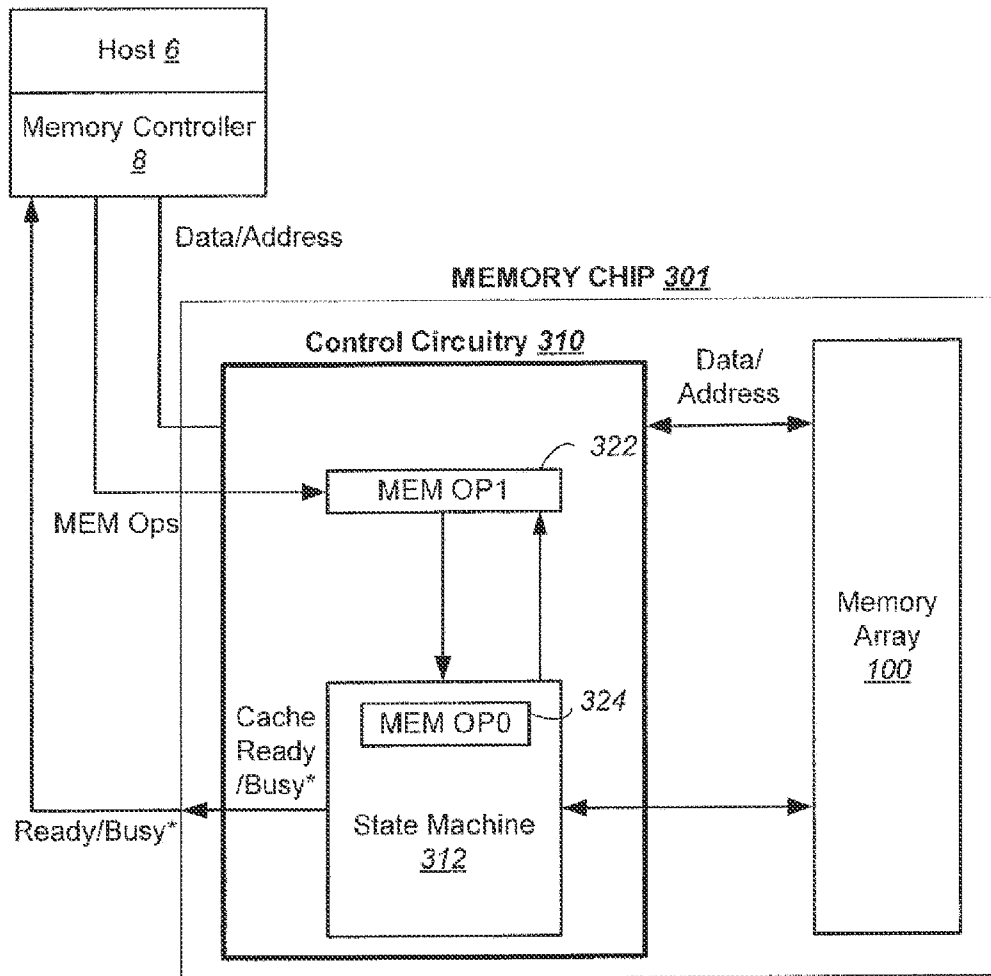 Host 6
Memory Controller
8
Data/Address
MEMORY CHIP 301
Control Circuitry 310
Data/
Address
322
MEM OP1
MEM Ops
Memory
Array
100
324
MEM OP0
Cache
Ready
/Busy*
Ready/Busy*
State Machine
312